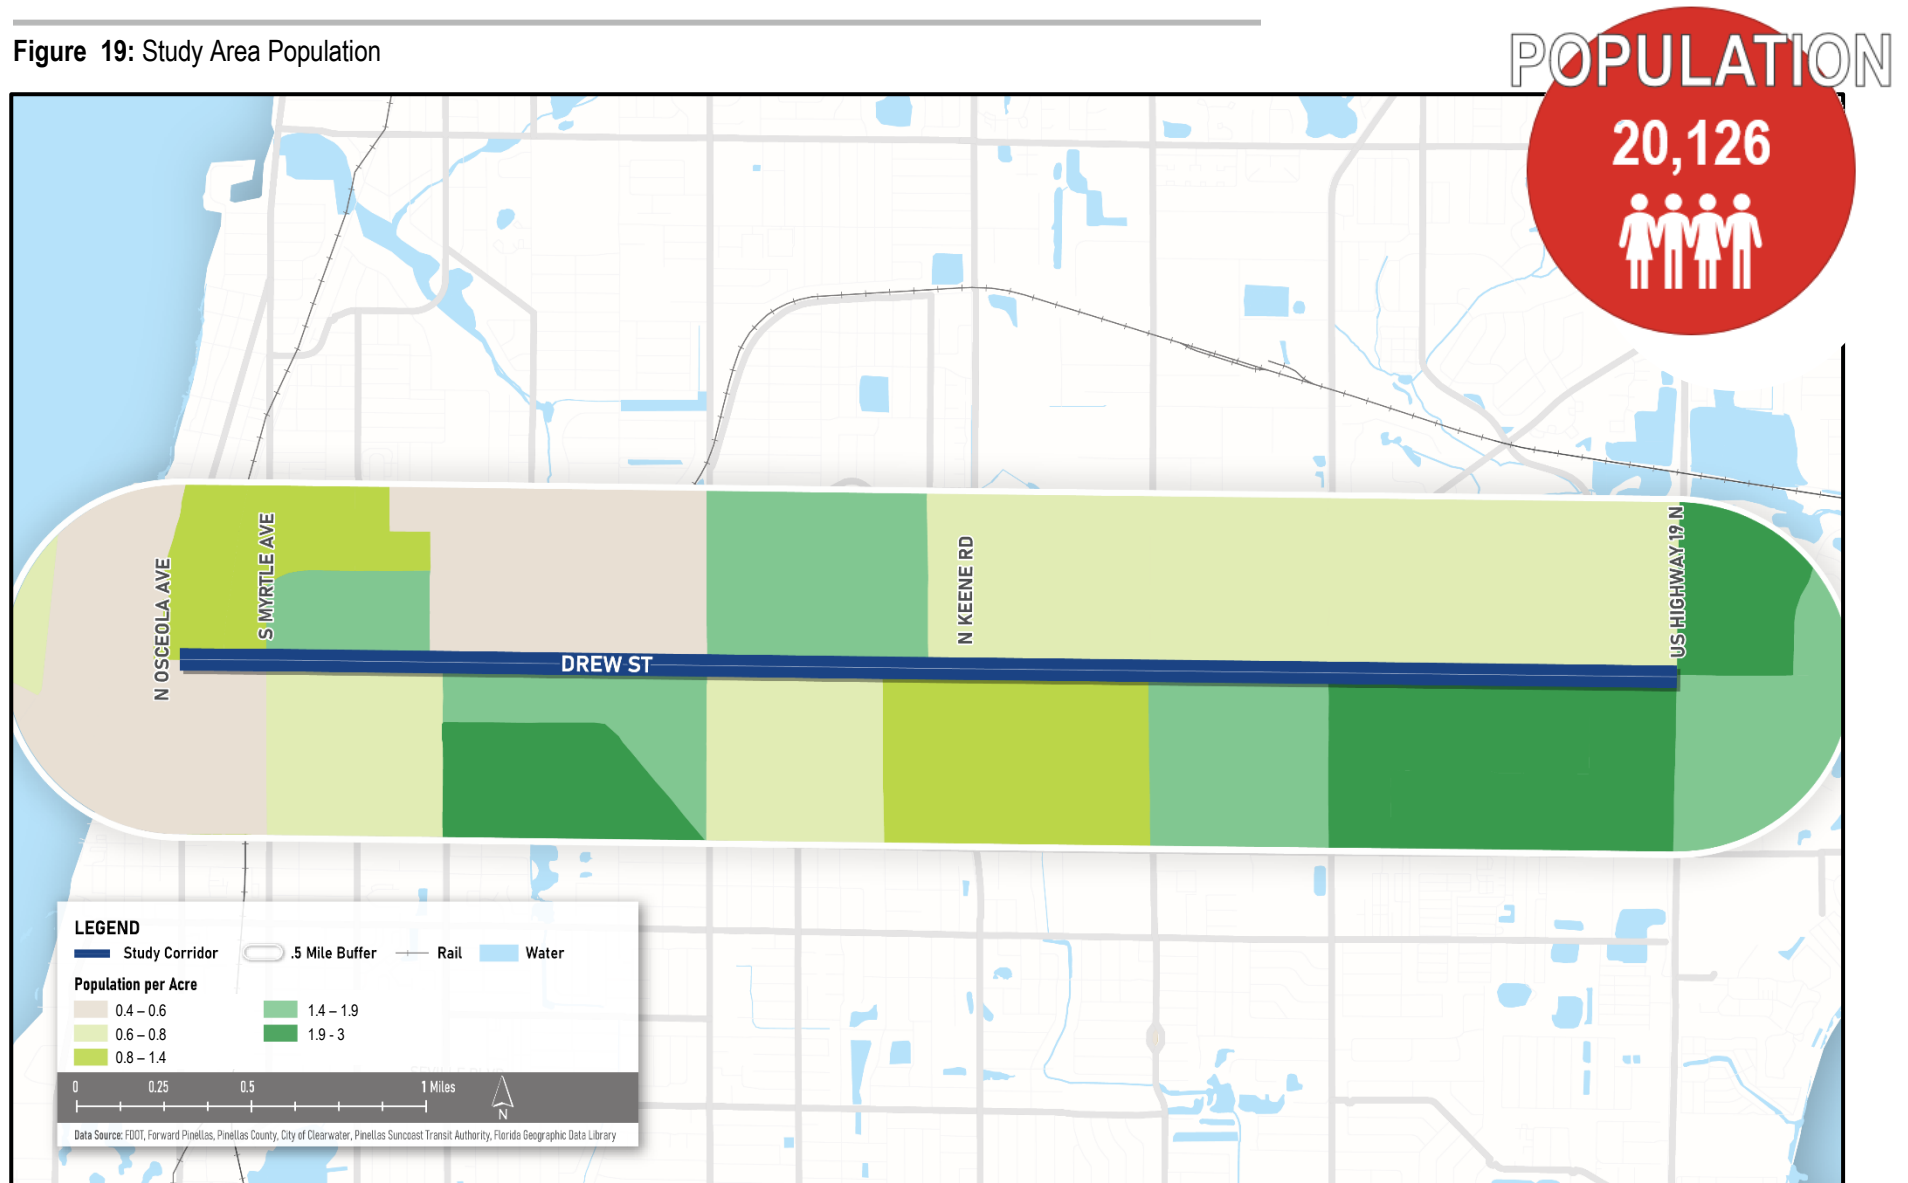 Figure 19: Study Area Population
POPULATION
20,126
N OSCEOLA AVE
S MYRTLE AVE
N KEENE RD
US HIGHWAY 19 N
DREW ST
LEGEND
Study Corridor .5 Mile Buffer Rail Water
Population per Acre
0.4 – 0.6 1.4 – 1.9
0.6 – 0.8 1.9 - 3
0.8 – 1.4
0 0.25 0.5 1 Miles
N
Data Source: FDOT, Forward Pinellas, Pinellas County, City of Clearwater, Pinellas Suncoast Transit Authority, Florida Geographic Data Library